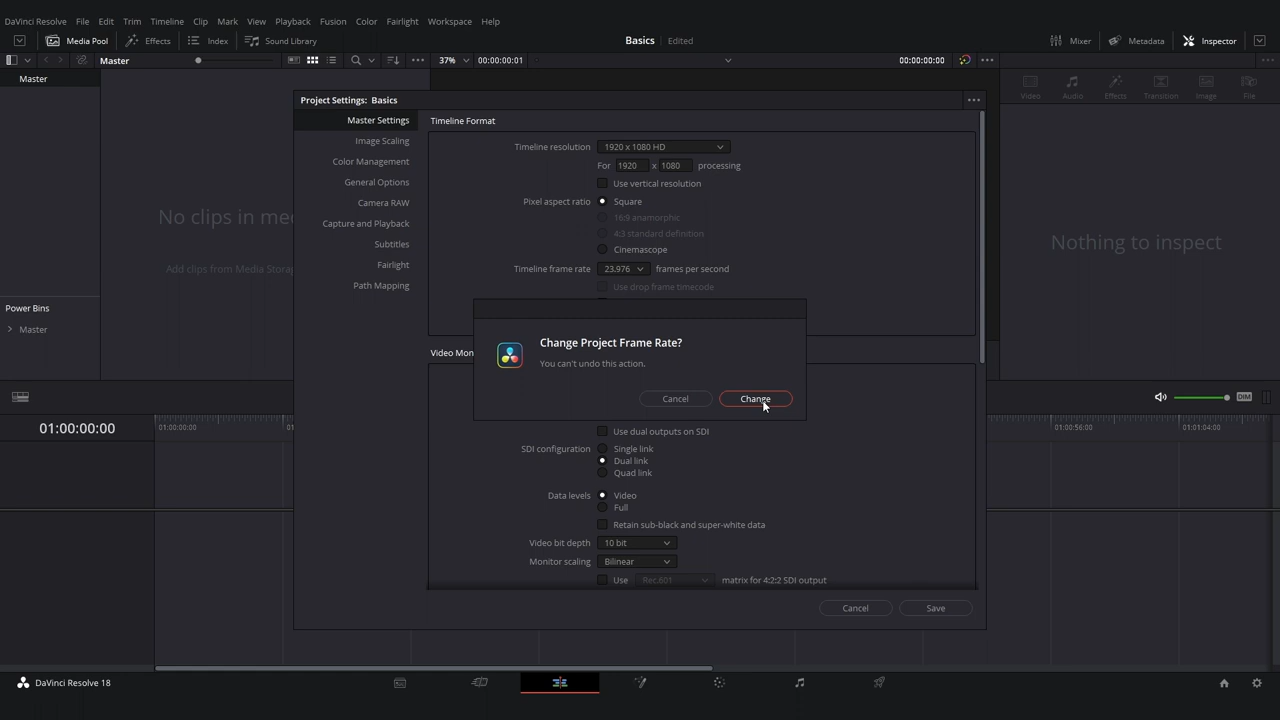 DaVinci Resolve File Edit Trim Timeline Clip Mark View Playback Fusion Color Fairlight Workspace Help
Media Pool Effects Index Sound Library Basics Edited Mixer Metadata Inspector
Master 37% 00:00:00:01 00:00:00:00
Master
Video Audio Effects Transition Image File
Project Settings: Basics
Master Settings
Image Scaling
Color Management
General Options
Camera RAW
Capture and Playback
Subtitles
Fairlight
Path Mapping
Timeline Format
Timeline resolution 1920 x 1080 HD
For 1920 x 1080 processing
Use vertical resolution
Pixel aspect ratio Square
16:9 anamorphic
4:3 standard definition
Cinemascope
Timeline frame rate 23.976 frames per second
Use drop frame timecode
No clips in me
Add clips from Media Stora
Nothing to inspect
Power Bins
Master
Change Project Frame Rate?
You can't undo this action.
Cancel Change
Video Mon
Use dual outputs on SDI
SDI configuration Single link
Dual link
Quad link
Data levels Video
Full
Retain sub-black and super-white data
Video bit depth 10 bit
Monitor scaling Bilinear
Use Rec.601 matrix for 4:2:2 SDI output
Cancel Save
DIM
01:00:00:00 01:00:00:00 01:00:56:00 01:01:04:00
DaVinci Resolve 18